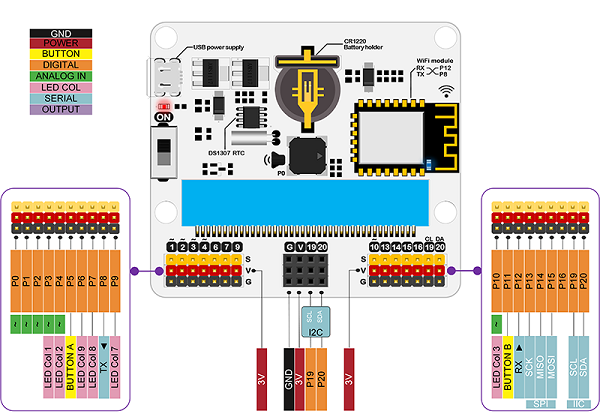 GND
POWER
BUTTON
DIGITAL
ANALOG IN
LED COL
SERIAL
OUTPUT
USB power supply
CR1220
Battery holder
WiFi module
RX P12
TX P8
ON
DS1307 RTC
P0
~ ~ ~ ~ ~
1 2 3 4 6 7 9
G V 19 20
~ CL DA
10 13 14 15 16 19 20
S
V
G
S
V
G
P0 P1 P2 P3 P4 P5 P6 P7 P8 P9
~ ~ ~ ~ ~
LED Col 1
LED Col 2
BUTTON A
LED Col 9
LED Col 8
TX
LED Col 7
3V
GND
3V
SCL
SDA
I2C
P19
P20
3V
P10 P11 P12 P13 P14 P15 P16 P19 P20
~
LED Col 3
BUTTON B
RX
SCK
MISO
MOSI
SCL
SDA
SPI
IIC